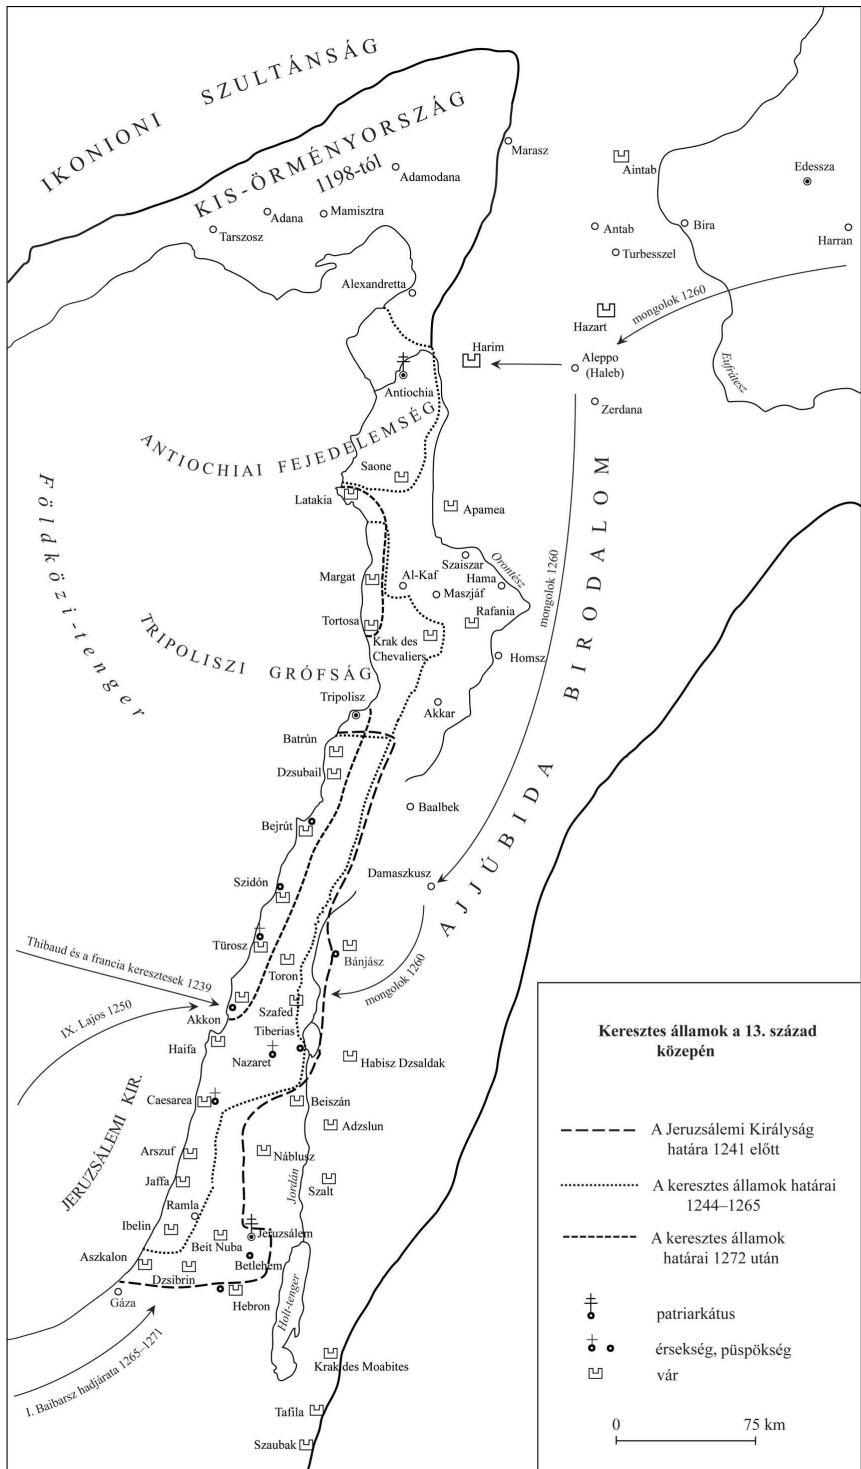 IKONIONI SZULTÁNSÁG
KIS-ÖRMÉNYORSZÁG
1198-tól
Marasz
Aintab
Edessza
Adamodana
Adana
Mamisztra
Tarszosz
Antab
Bira
Harran
Turbesszel
Alexandretta
mongolok 1260
Hazart
Harim
Aleppo
(Haleb)
Eufrátesz
Antiochia
Zerdana
ANTIOCHIAI FEJEDELEMSÉG
Saone
Latakia
Apamea
Földközi-tenger
Szaiszar
Orontész
Margat
Al-Kaf
Hama
Maszjáf
mongolok 1260
Tortosa
Rafania
Krak des
Chevaliers
TRIPOLISZI GRÓFSÁG
Homsz
Tripolisz
Akkar
AJJÚBIDA BIRODALOM
Batrún
Dzsubail
Baalbek
Bejrút
Szidón
Damaszkusz
Türosz
Bánjász
Thibaud és a francia keresztesek 1239
Toron
mongolok 1260
IX. Lajos 1250
Akkon
Szafed
Tiberias
Haifa
Nazaret
Habisz Dzsaldak
JERUZSÁLEMI KIR.
Caesarea
Beiszán
Adzslun
Arszuf
Náblusz
Jaffa
Jordán
Szalt
Ramla
Ibelin
Jeruzsálem
Beit Nuba
Aszkalon
Betlehem
Dzsibrin
Gáza
Hebron
Holt-tenger
I. Baibarsz hadjárata 1265–1271
Krak des Moabites
Tafila
Szaubak
Keresztes államok a 13. század
közepén
A Jeruzsálemi Királyság
határa 1241 előtt
A keresztes államok határai
1244–1265
A keresztes államok
határai 1272 után
patriarkátus
érsekség, püspökség
vár
0 75 km